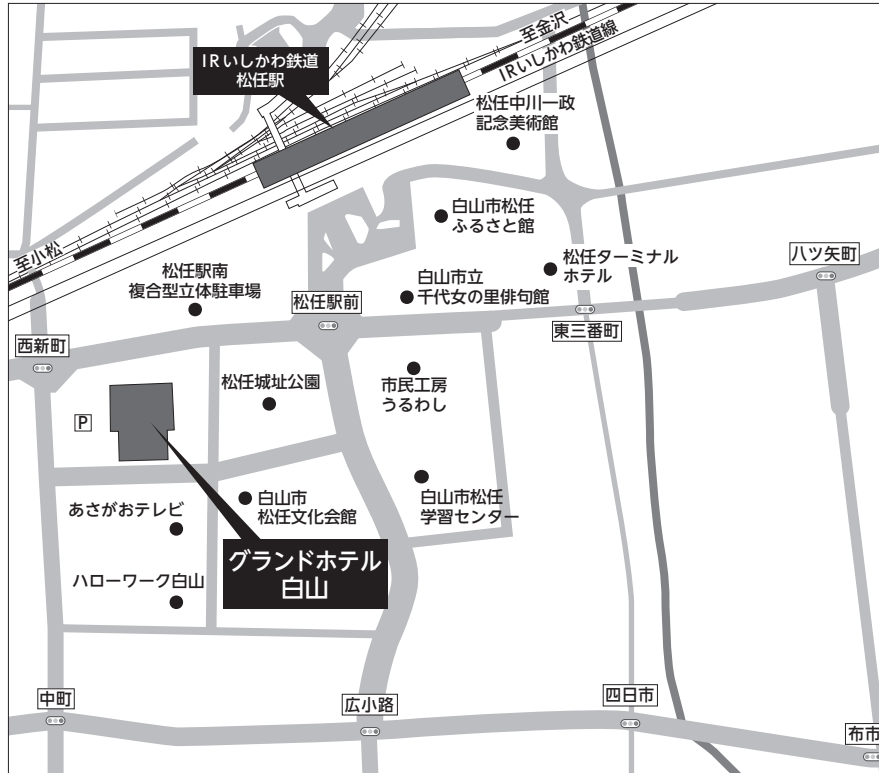 至金沢
IRいしかわ鉄道線
IRいしかわ鉄道
松任駅
松任中川一政
記念美術館
白山市松任
ふるさと館
至小松
松任駅南
複合型立体駐車場
松任駅前
白山市立
千代女の里俳句館
松任ターミナル
ホテル
八ツ矢町
東三番町
西新町
松任城址公園
市民工房
うるわし
P
あさがおテレビ
白山市
松任文化会館
白山市松任
学習センター
グランドホテル
白山
ハローワーク白山
中町
広小路
四日市
布市